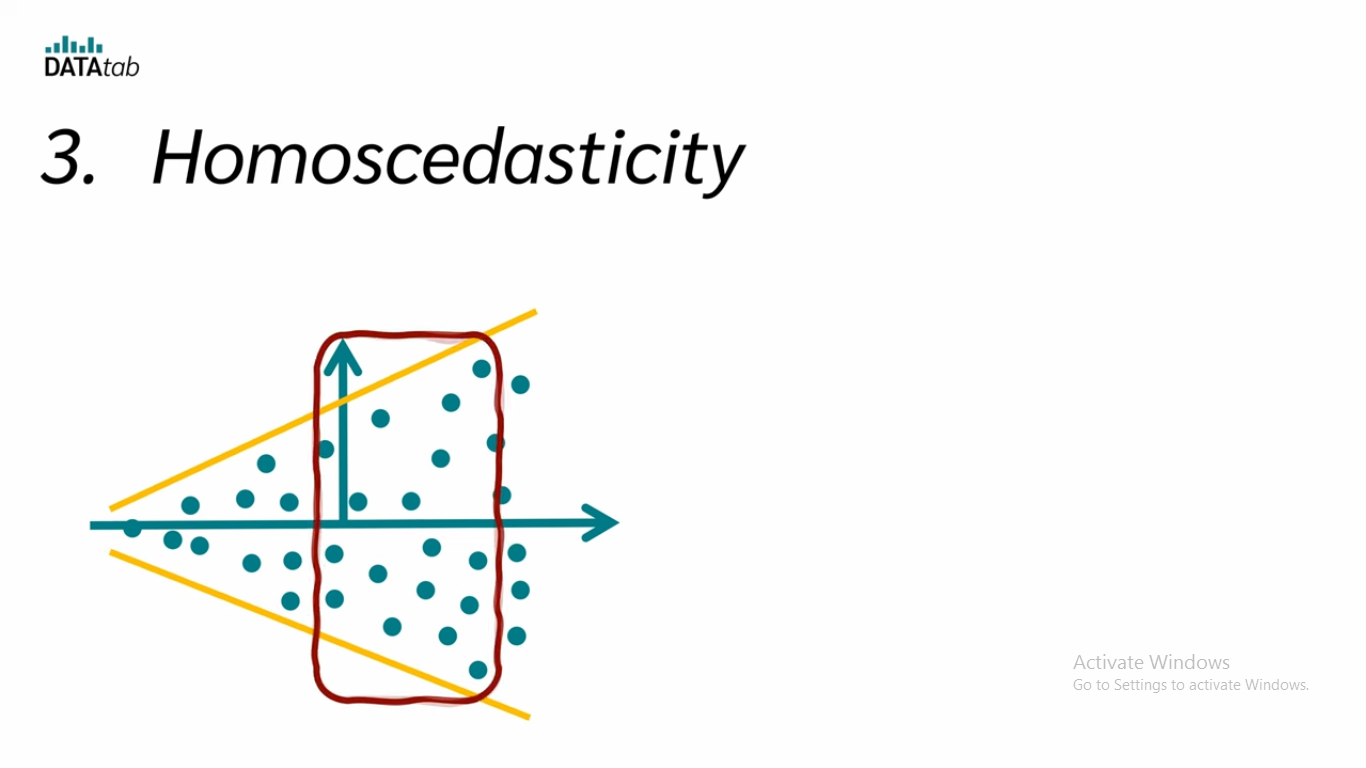 DATAtab
3. Homoscedasticity
Activate Windows
Go to Settings to activate Windows.